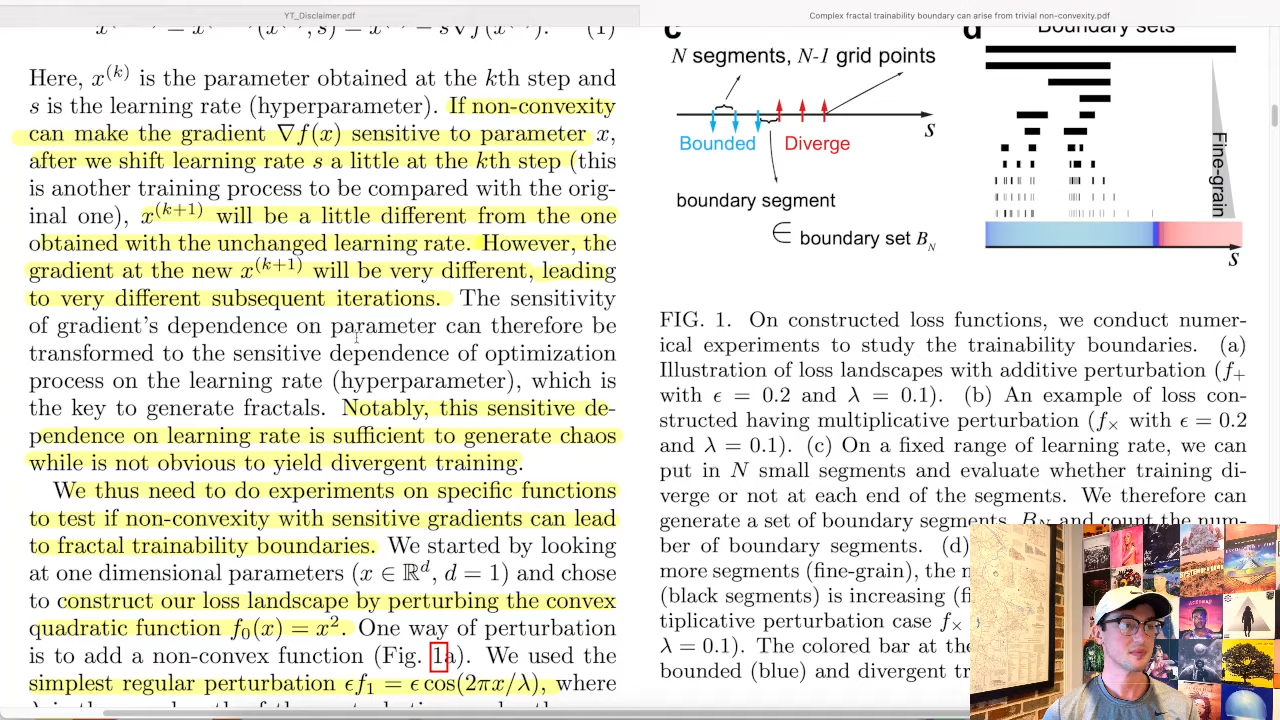 YT_Disclaimer.pdf
Complex fractal trainability boundary can arise from trivial non-convexity.pdf
Here, x^(k) is the parameter obtained at the kth step and
s is the learning rate (hyperparameter). If non-convexity
can make the gradient ∇f(x) sensitive to parameter x,
after we shift learning rate s a little at the kth step (this
is another training process to be compared with the orig-
inal one), x^(k+1) will be a little different from the one
obtained with the unchanged learning rate. However, the
gradient at the new x^(k+1) will be very different, leading
to very different subsequent iterations. The sensitivity
of gradient's dependence on parameter can therefore be
transformed to the sensitive dependence of optimization
process on the learning rate (hyperparameter), which is
the key to generate fractals. Notably, this sensitive de-
pendence on learning rate is sufficient to generate chaos
while is not obvious to yield divergent training.
We thus need to do experiments on specific functions
to test if non-convexity with sensitive gradients can lead
to fractal trainability boundaries. We started by looking
at one dimensional parameters (x ∈ ℝ^d, d = 1) and chose
to construct our loss landscape by perturbing the convex
quadratic function f₀(x) = x². One way of perturbation
is to add a non-convex function (Fig. 1a). We used the
simplest regular perturbation ϵf₁ = ϵ cos(2πx/λ), where
c
N segments, N-1 grid points
s
Bounded
Diverge
boundary segment
∈ boundary set B_N
d
Boundary sets
Fine-grain
s
FIG. 1. On constructed loss functions, we conduct numer-
ical experiments to study the trainability boundaries. (a)
Illustration of loss landscapes with additive perturbation (f₊
with ϵ = 0.2 and λ = 0.1). (b) An example of loss con-
structed having multiplicative perturbation (f× with ϵ = 0.2
and λ = 0.1). (c) On a fixed range of learning rate, we can
put in N small segments and evaluate whether training di-
verge or not at each end of the segments. We therefore can
generate a set of boundary segments, B_N and count the num-
ber of boundary segments. (d)
more segments (fine-grain), the
(black segments) is increasing
tiplicative perturbation case f×
λ = 0.1). The colored bar at the
bounded (blue) and divergent